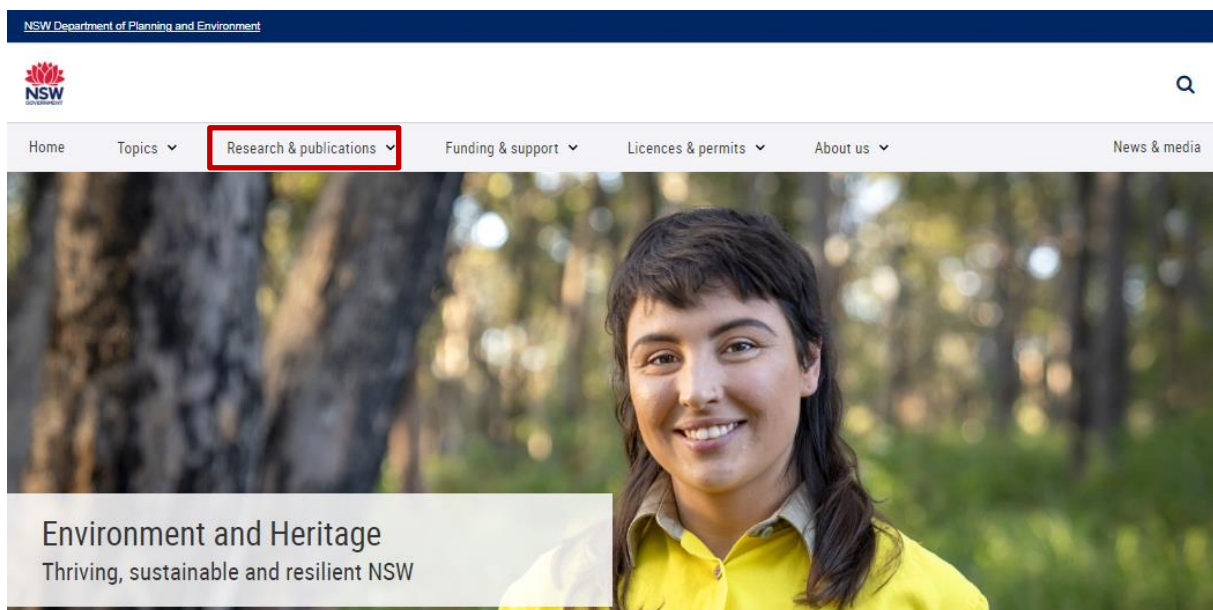 NSW Department of Planning and Environment
NSW
GOVERNMENT
Home Topics Research & publications Funding & support Licences & permits About us News & media
Environment and Heritage
Thriving, sustainable and resilient NSW